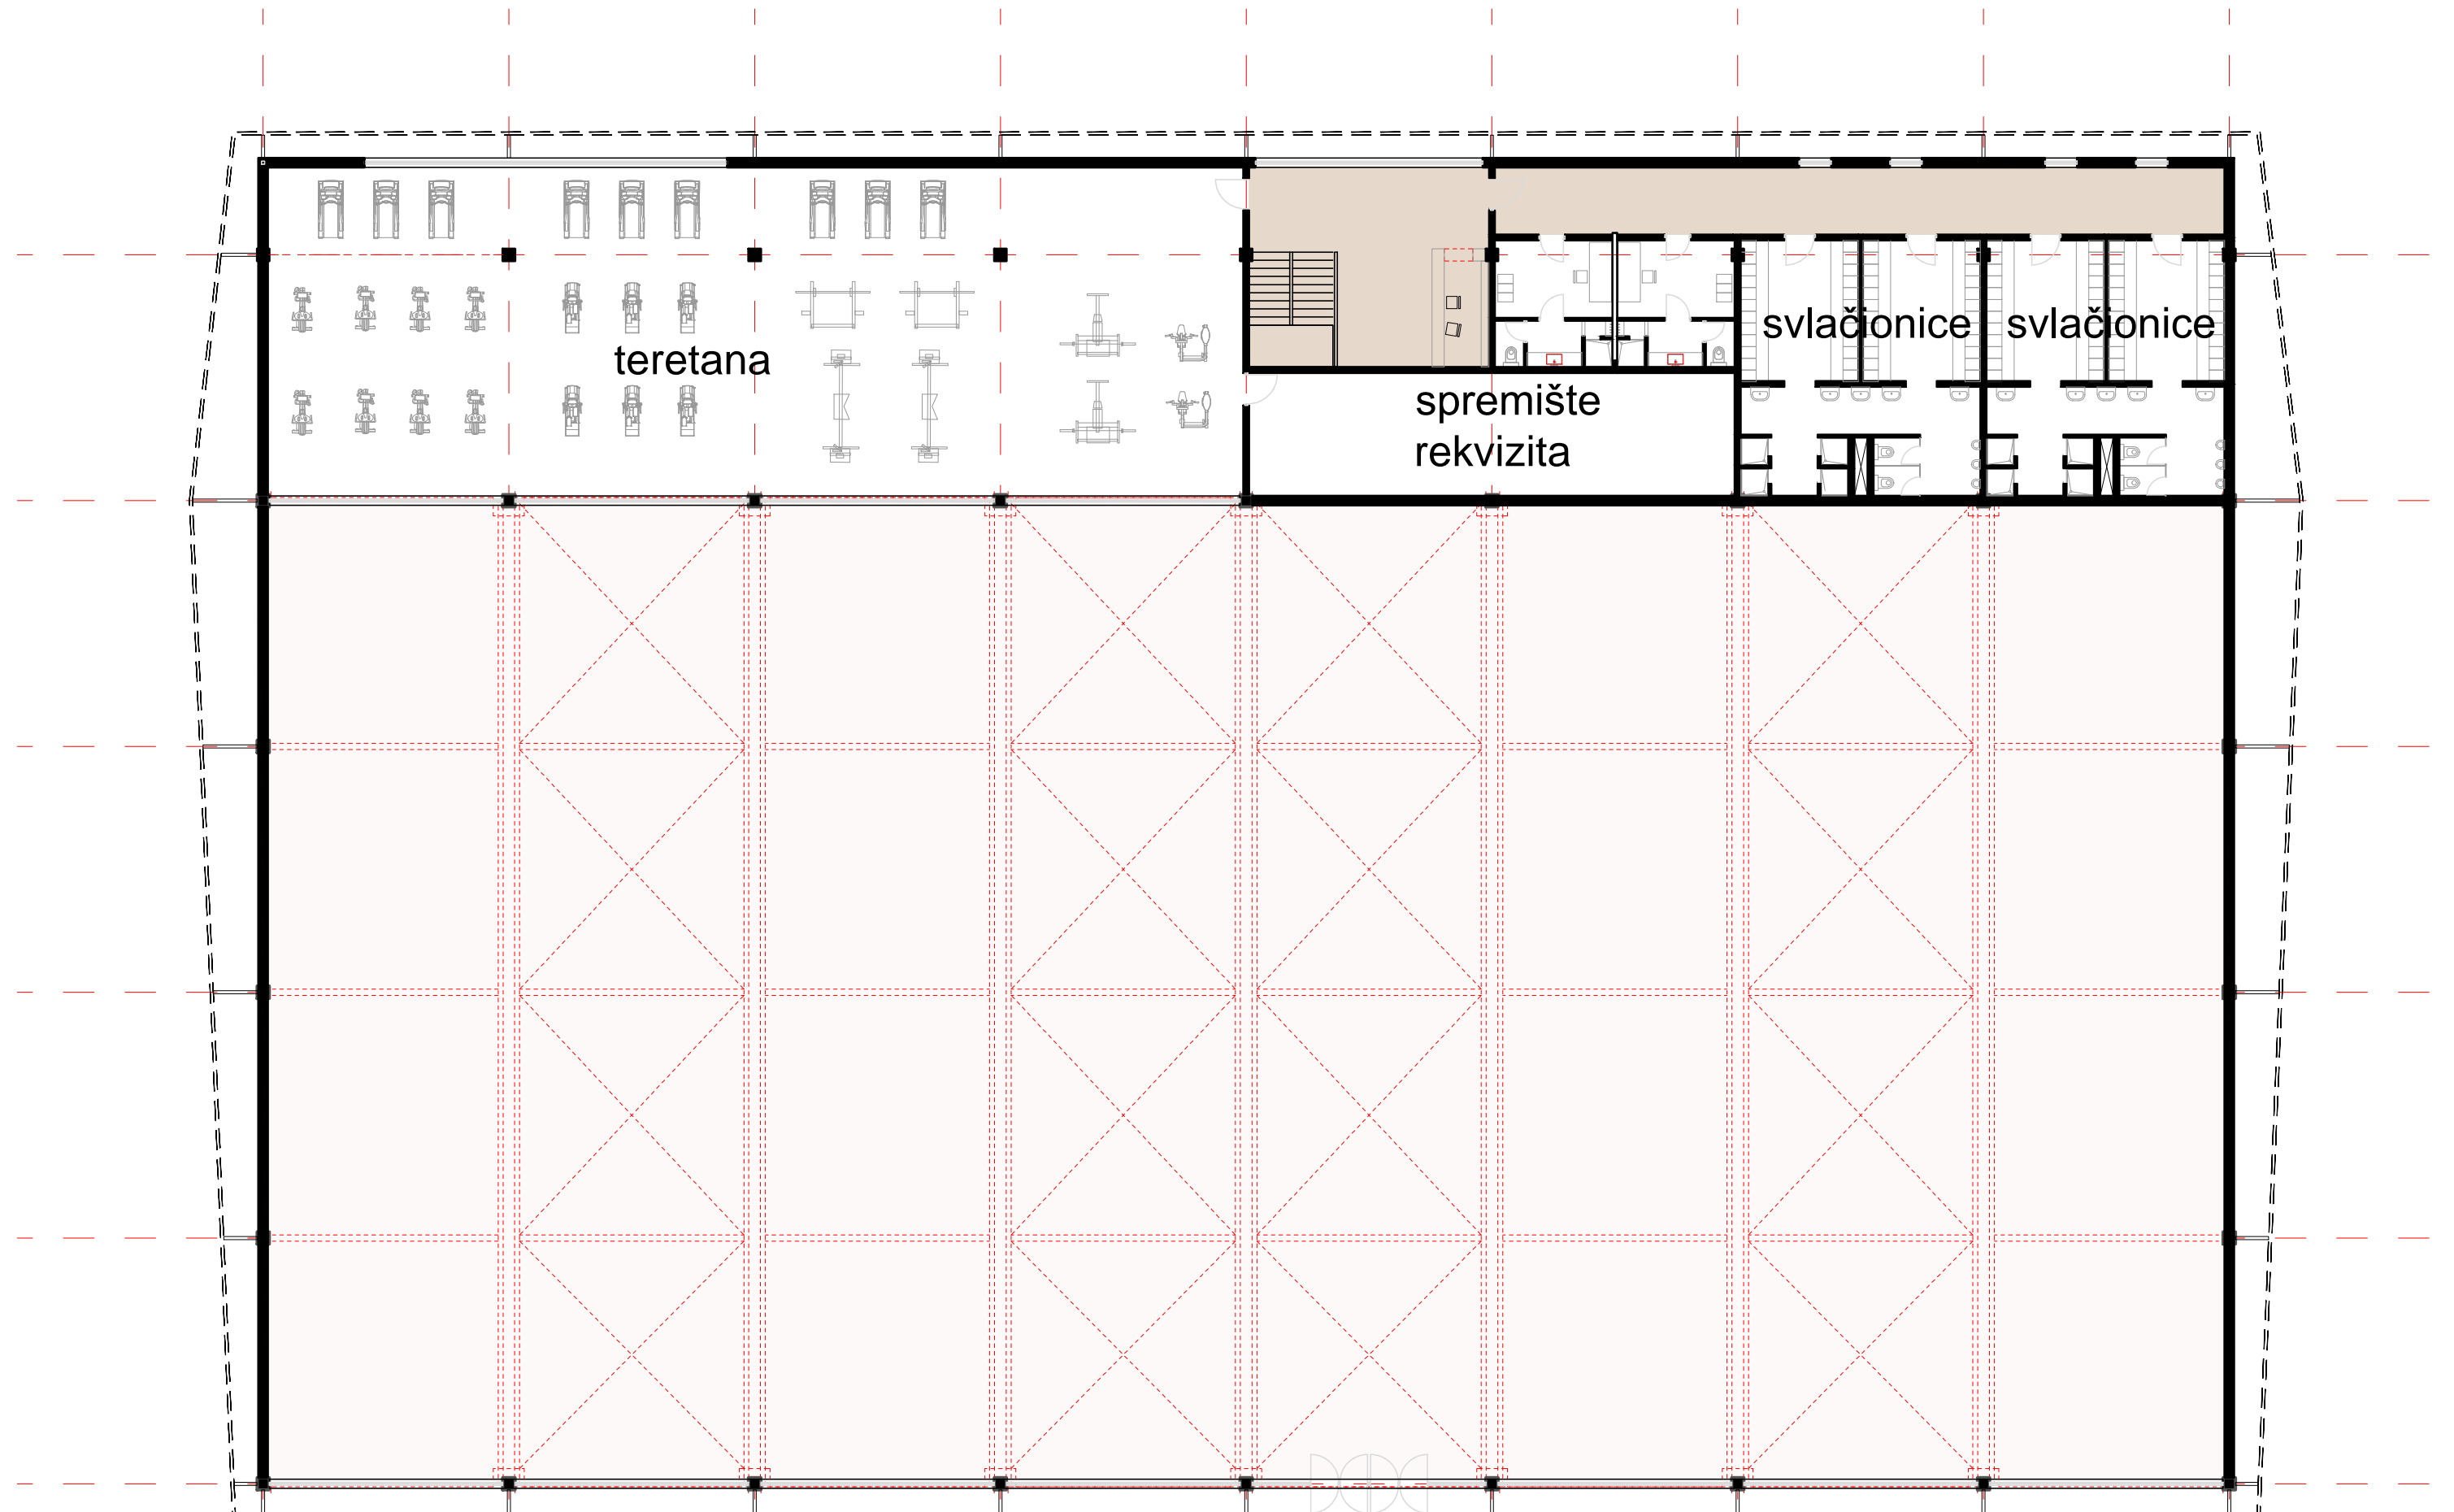 teretana
svlačionice
svlačionice
spremište
rekvizita